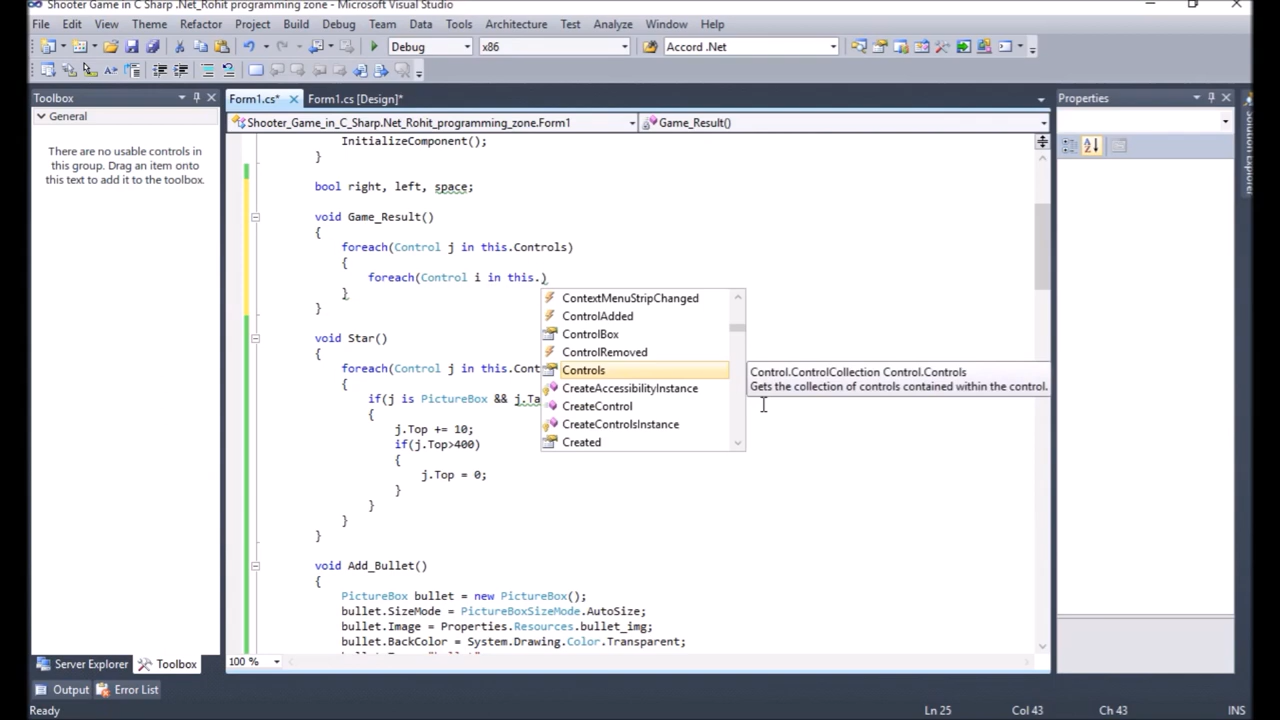 Shooter Game in C Sharp .Net_Rohit programming zone - Microsoft Visual Studio
File Edit View Theme Refactor Project Build Debug Team Data Tools Architecture Test Analyze Window Help
Debug x86 Accord .Net
Toolbox
General
There are no usable controls in
this group. Drag an item onto
this text to add it to the toolbox.
Form1.cs* Form1.cs [Design]*
Shooter_Game_in_C_Sharp.Net_Rohit_programming_zone.Form1 Game_Result()
InitializeComponent();
}
bool right, left, space;
void Game_Result()
{
foreach(Control j in this.Controls)
{
foreach(Control i in this.)
}
}
void Star()
{
foreach(Control j in this.Cont
{
if(j is PictureBox && j.Ta
{
j.Top += 10;
if(j.Top>400)
{
j.Top = 0;
}
}
}
}
void Add_Bullet()
{
PictureBox bullet = new PictureBox();
bullet.SizeMode = PictureBoxSizeMode.AutoSize;
bullet.Image = Properties.Resources.bullet_img;
bullet.BackColor = System.Drawing.Color.Transparent;
ContextMenuStripChanged
ControlAdded
ControlBox
ControlRemoved
Controls
CreateAccessibilityInstance
CreateControl
CreateControlsInstance
Created
Control.ControlCollection Control.Controls
Gets the collection of controls contained within the control.
100 %
Properties
Server Explorer Toolbox
Output Error List
Ready Ln 25 Col 43 Ch 43 INS